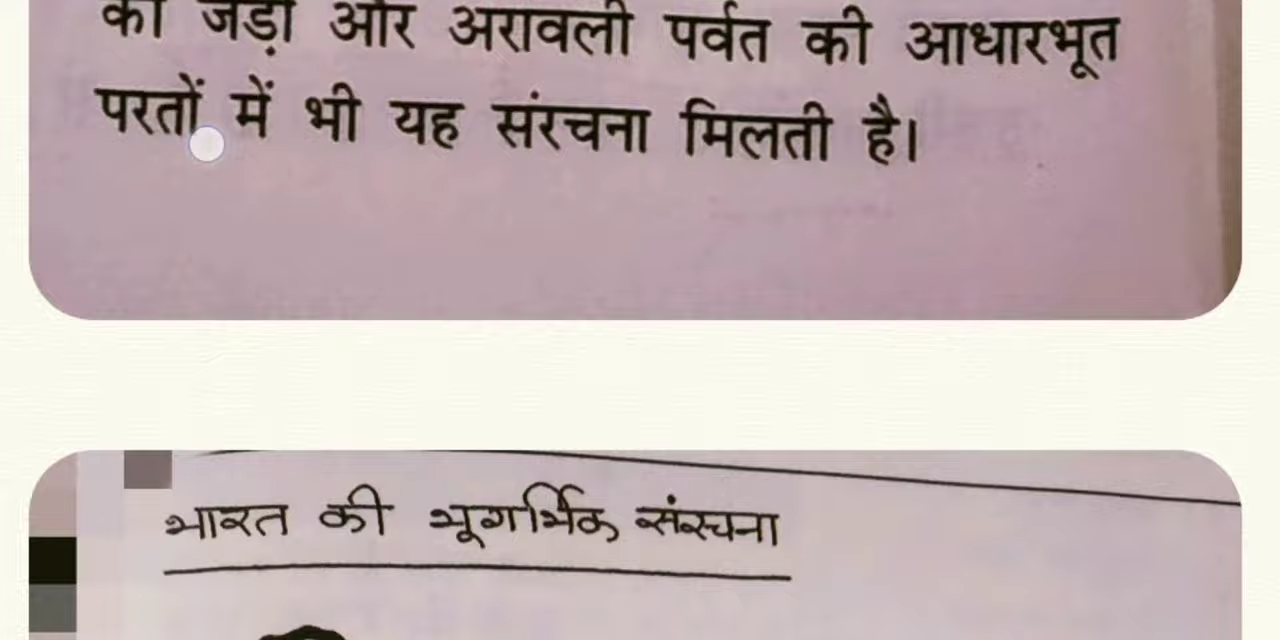 की जड़ों और अरावली पर्वत की आधारभूत
परतों में भी यह संरचना मिलती है।
भारत की भूगर्भिक संरचना